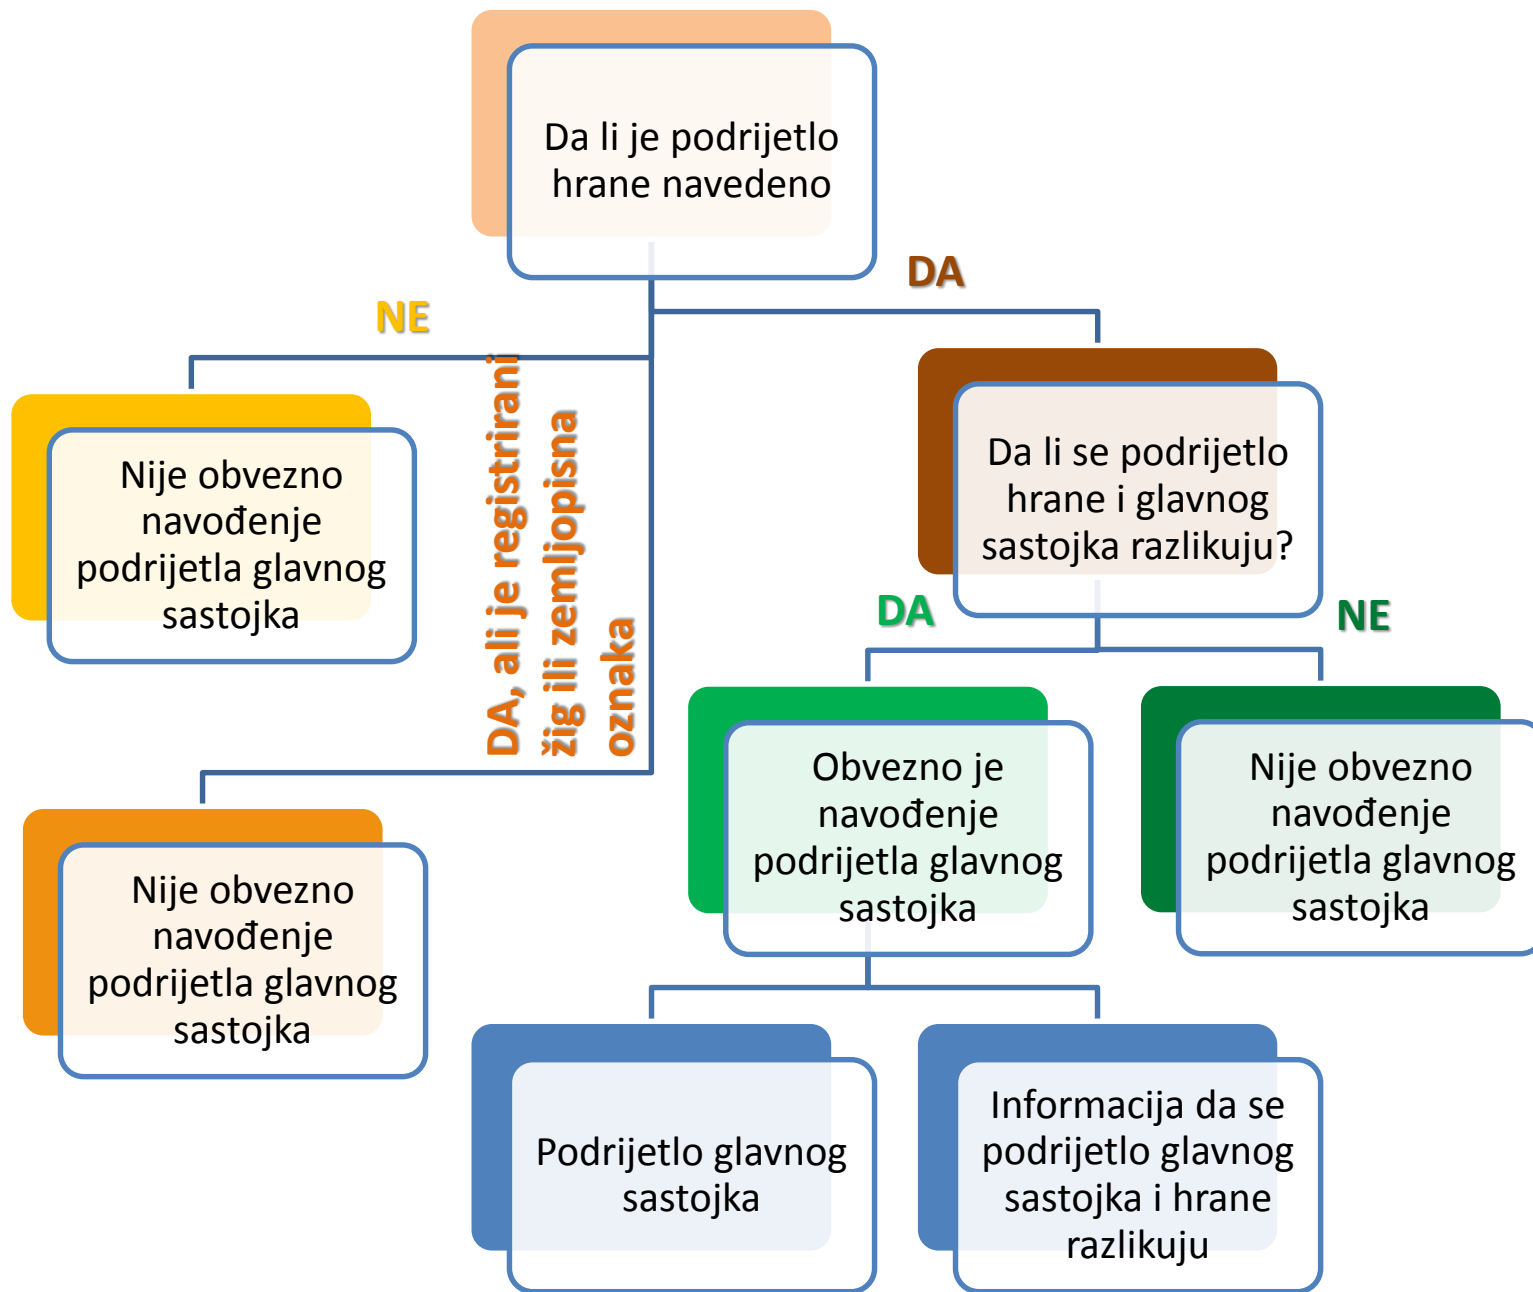 Da li je podrijetlo
hrane navedeno
DA
NE
DA, ali je registrirani
žig ili zemljopisna
oznaka
Nije obvezno
navođenje
podrijetla glavnog
sastojka
Da li se podrijetlo
hrane i glavnog
sastojka razlikuju?
DA
NE
Obvezno je
navođenje
podrijetla glavnog
sastojka
Nije obvezno
navođenje
podrijetla glavnog
sastojka
Nije obvezno
navođenje
podrijetla glavnog
sastojka
Podrijetlo glavnog
sastojka
Informacija da se
podrijetlo glavnog
sastojka i hrane
razlikuju